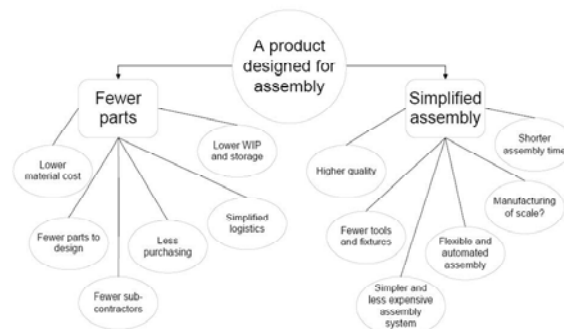 A product
designed for
assembly
Fewer
parts
Simplified
assembly
Lower
material cost
Lower WIP
and storage
Fewer parts to
design
Less
purchasing
Simplified
logistics
Fewer sub-
contractors
Higher quality
Shorter
assembly time
Fewer tools
and fixtures
Flexible and
automated
assembly
Manufacturing
of scale?
Simpler and
less expensive
assembly
system